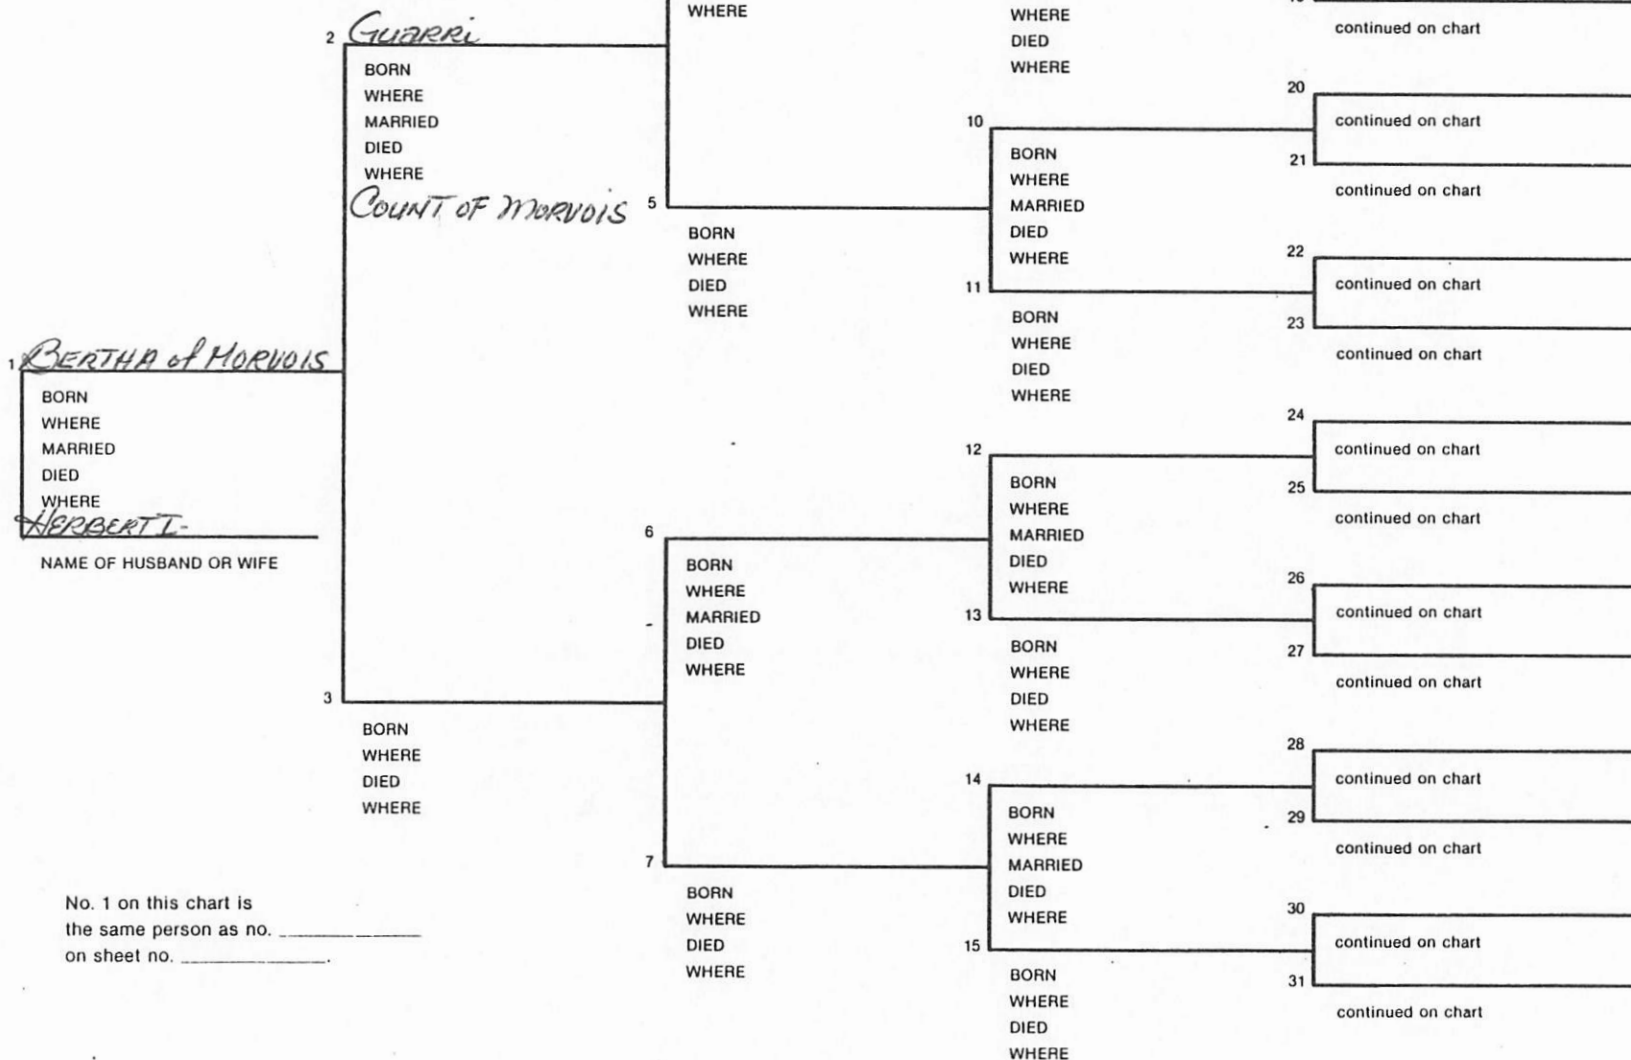 2 Guarri
BORN
WHERE
MARRIED
DIED
WHERE
COUNT OF MORVOIS
1 BERTHA of MORVOIS
BORN
WHERE
MARRIED
DIED
WHERE
HERBERT I-
NAME OF HUSBAND OR WIFE
3
BORN
WHERE
DIED
WHERE
No. 1 on this chart is
the same person as no. ____________
on sheet no. ____________.
WHERE
5
BORN
WHERE
DIED
WHERE
6
BORN
WHERE
MARRIED
DIED
WHERE
7
BORN
WHERE
DIED
WHERE
WHERE
DIED
WHERE
10
BORN
WHERE
MARRIED
DIED
WHERE
11
BORN
WHERE
DIED
WHERE
12
BORN
WHERE
MARRIED
DIED
WHERE
13
BORN
WHERE
DIED
WHERE
14
BORN
WHERE
MARRIED
DIED
WHERE
15
BORN
WHERE
DIED
WHERE
continued on chart
20
continued on chart
21
continued on chart
22
continued on chart
23
continued on chart
24
continued on chart
25
continued on chart
26
continued on chart
27
continued on chart
28
continued on chart
29
continued on chart
30
continued on chart
31
continued on chart